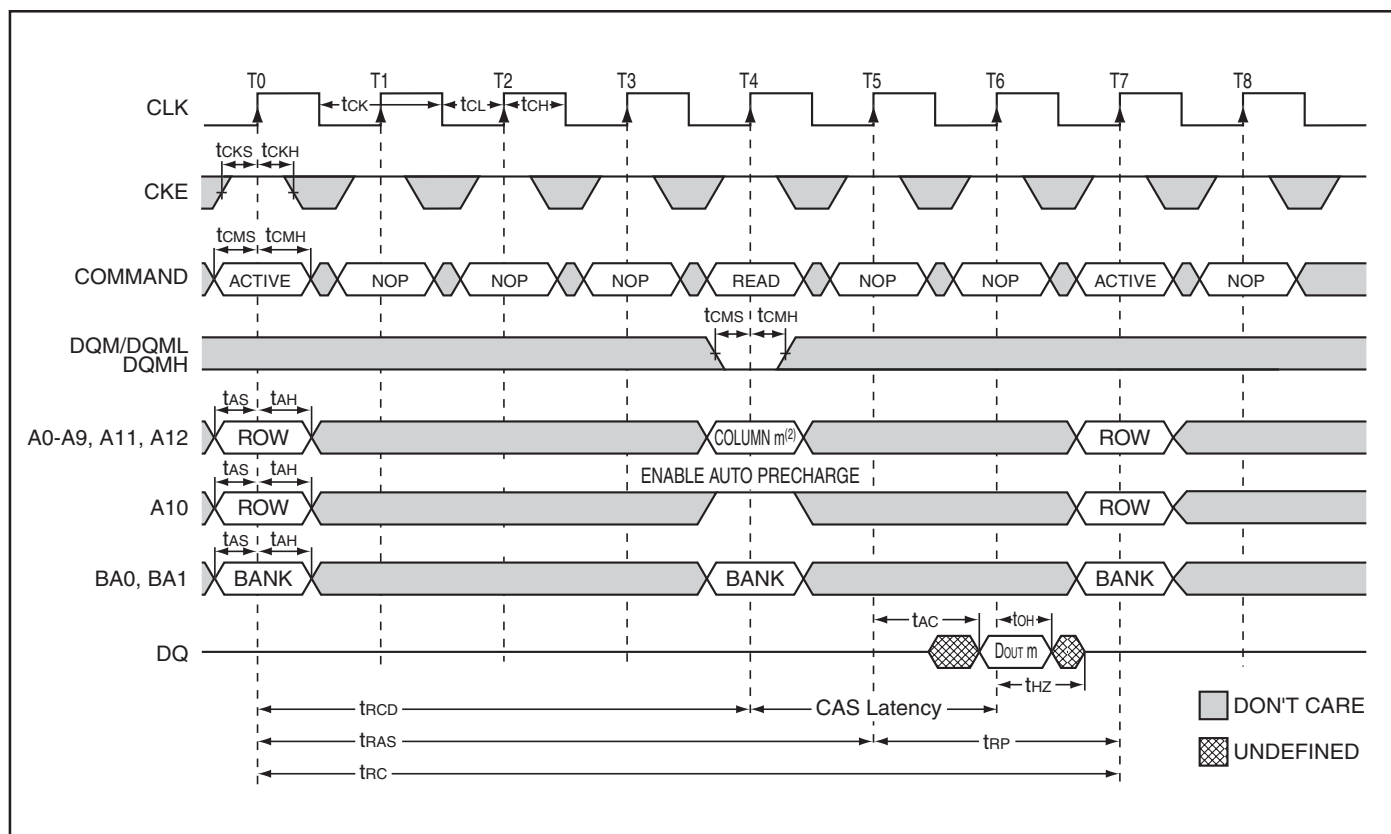 T0 T1 T2 T3 T4 T5 T6 T7 T8
CLK
tCK tCL tCH
tCKS tCKH
CKE
tCMS tCMH
COMMAND ACTIVE NOP NOP NOP READ NOP NOP ACTIVE NOP
tCMS tCMH
DQM/DQML
DQMH
tAS tAH
A0-A9, A11, A12 ROW COLUMN m(2) ROW
ENABLE AUTO PRECHARGE
tAS tAH
A10 ROW ROW
tAS tAH
BA0, BA1 BANK BANK BANK
tAC tOH
DQ DOUT m
tHZ
tRCD CAS Latency
DON'T CARE
tRAS tRP
UNDEFINED
tRC